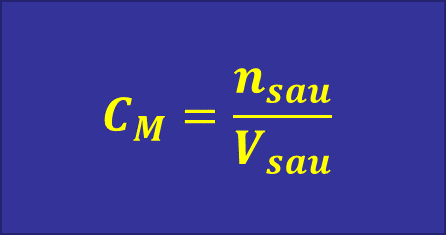 C_M = n_sau / V_sau